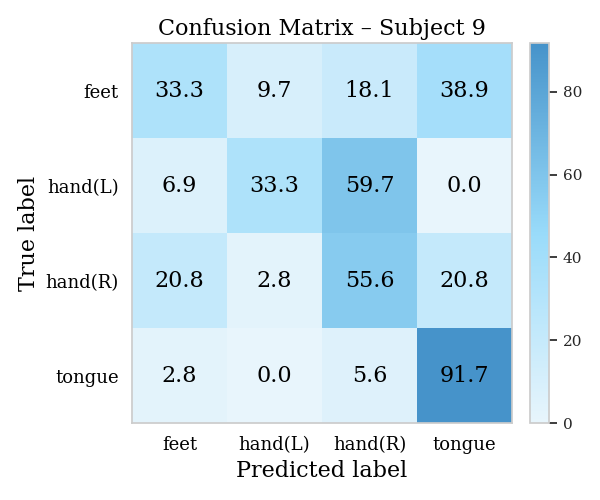 Confusion Matrix – Subject 9
True label
feet 33.3 9.7 18.1 38.9
hand(L) 6.9 33.3 59.7 0.0
hand(R) 20.8 2.8 55.6 20.8
tongue 2.8 0.0 5.6 91.7
feet hand(L) hand(R) tongue
Predicted label
80
60
40
20
0